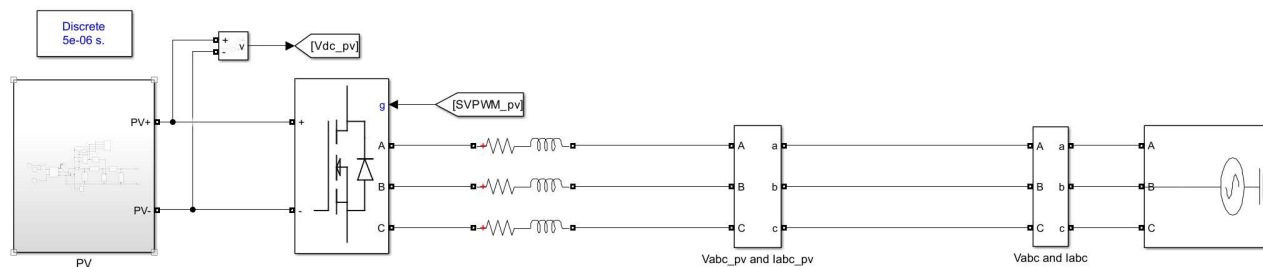 Discrete
5e-06 s.
+
-
v
[Vdc_pv]
PV+
PV-
PV
+
-
g
A
B
C
[SVPWM_pv]
+
+
+
A
B
C
a
b
c
Vabc_pv and Iabc_pv
A
B
C
a
b
c
Vabc and Iabc
A
B
C